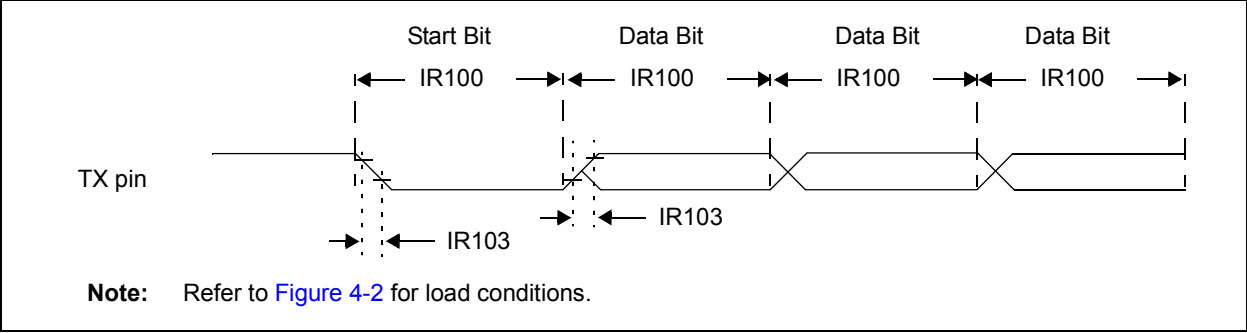 Start Bit Data Bit Data Bit Data Bit
IR100 IR100 IR100 IR100
TX pin
IR103
IR103
Note: Refer to Figure 4-2 for load conditions.